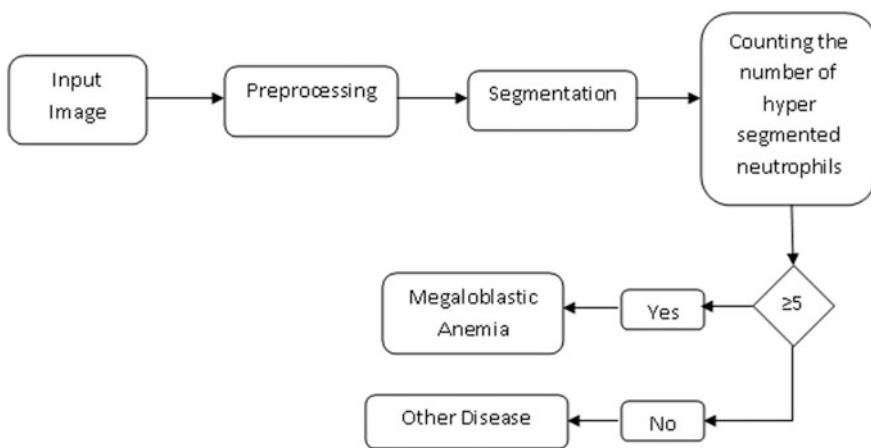 Input
Image
Preprocessing
Segmentation
Counting the
number of
hyper
segmented
neutrophils
≥5
Yes
Megaloblastic
Anemia
No
Other Disease